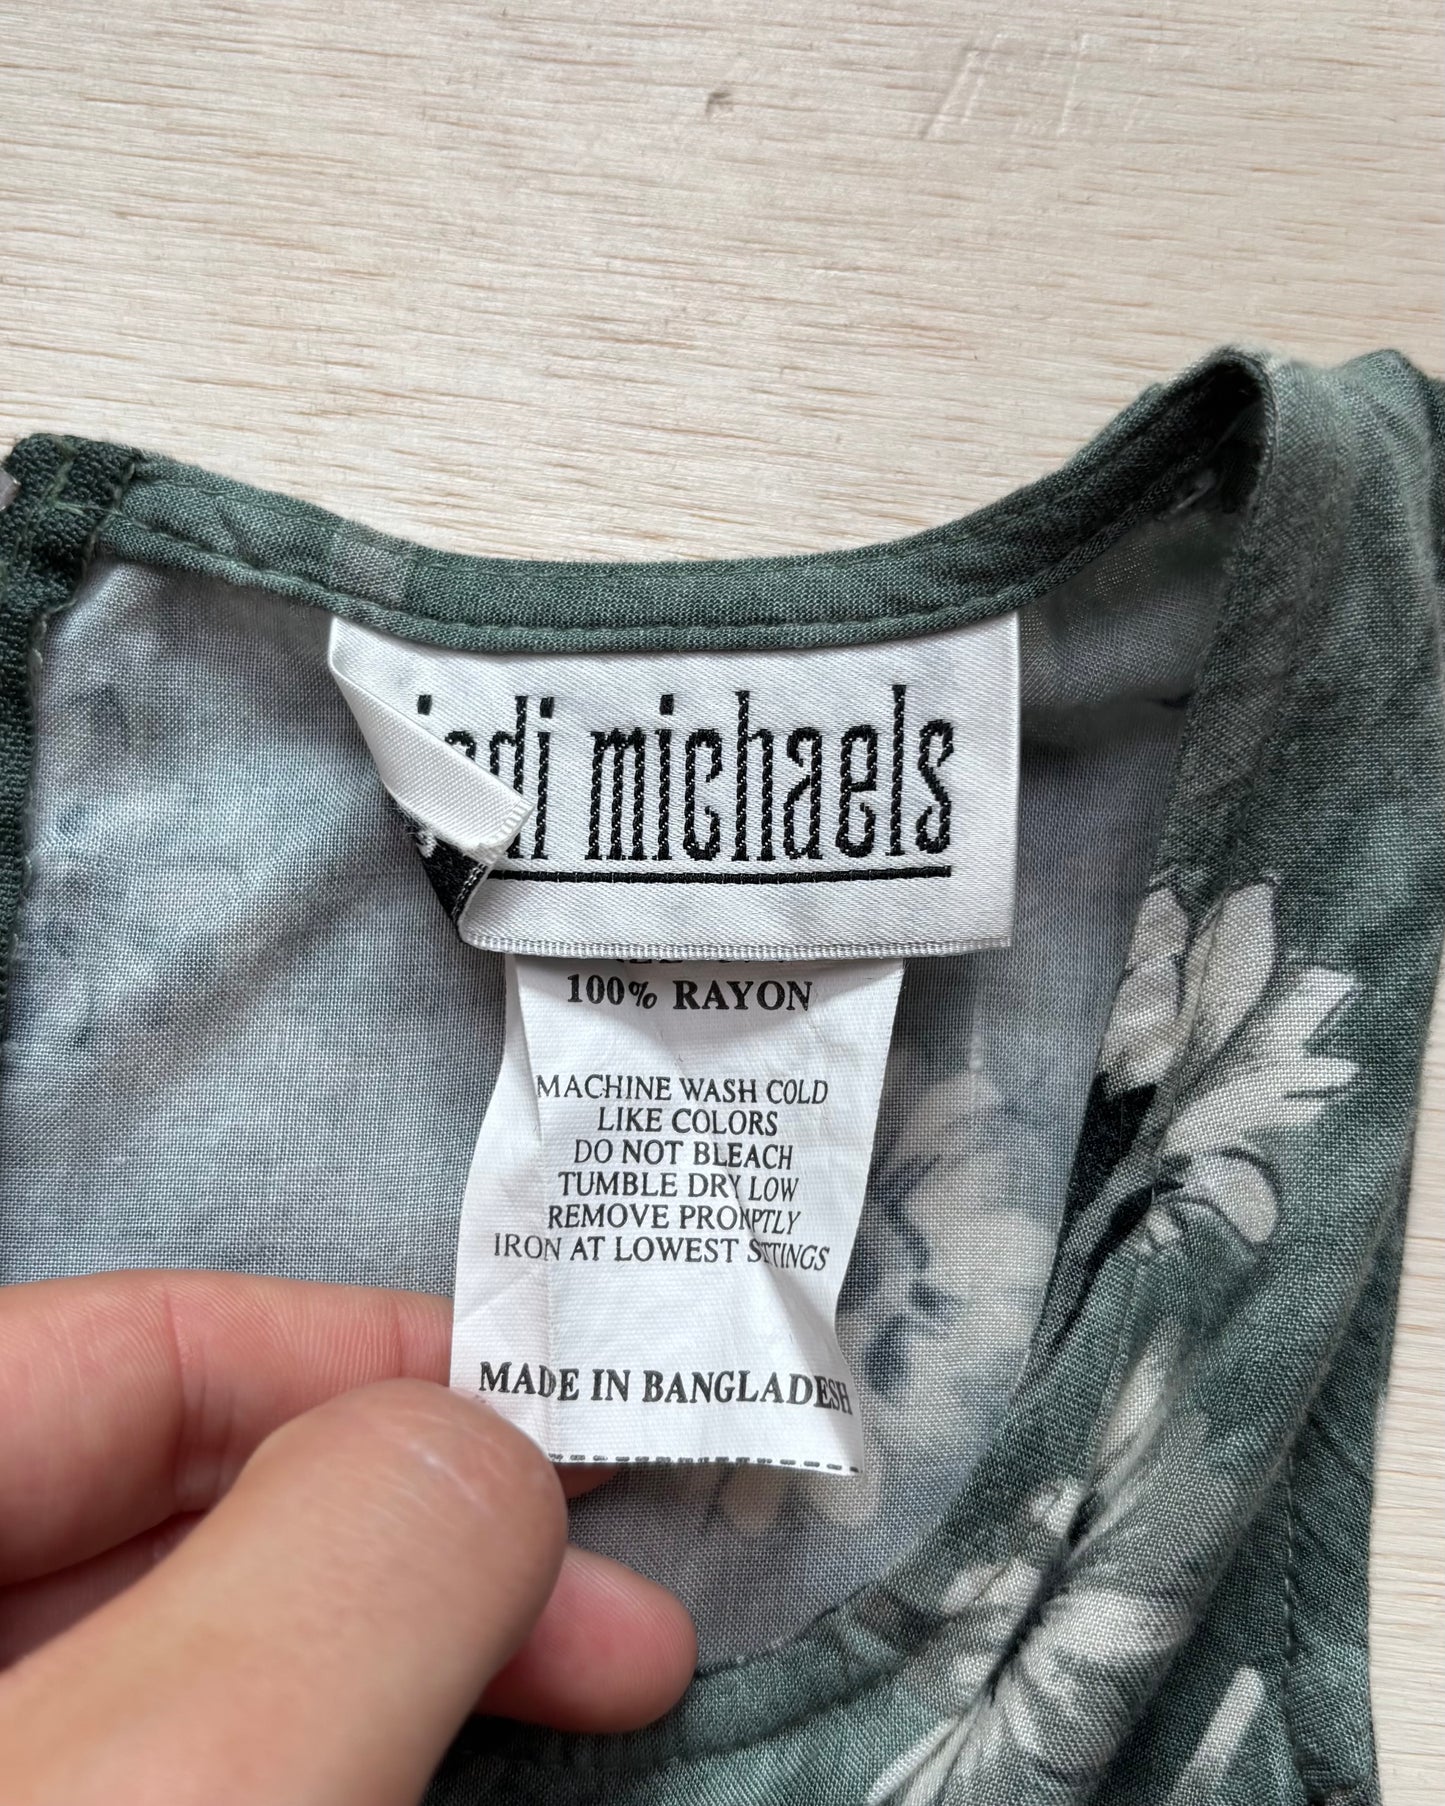 michaels
100% RAYON
MACHINE WASH COLD
LIKE COLORS
DO NOT BLEACH
TUMBLE DRY LOW
REMOVE PROMPTLY
IRON AT LOWEST SETTINGS
MADE IN BANGLADESH